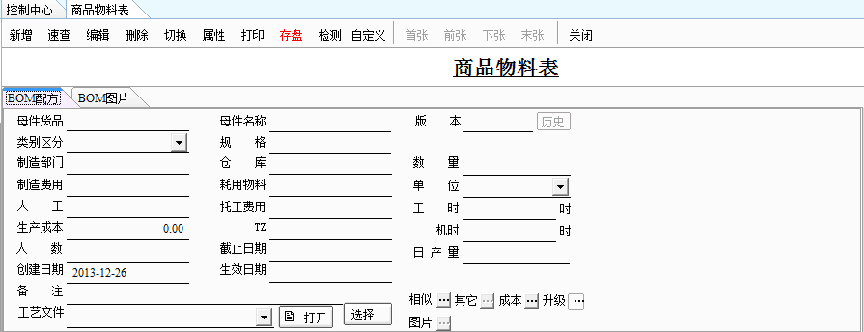 控制中心 商品物料表
新增 速查 编辑 删除 切换 属性 打印 存盘 检测 自定义 首张 前张 下张 末张 关闭
商品物料表
BOM配方 BOM图片
母件货品 母件名称 版 本 历史
类别区分 规 格
制造部门 仓 库 数 量
制造费用 耗用物料 单 位
人 工 托工费用 工 时 时
生产成本 0.00 TZ 机时 时
人 数 截止日期 日 产 量
创建日期 2013-12-26 生效日期
备 注
相似 ... 其它 ... 成本 ... 升级 ...
工艺文件 打厂 选择
图片 ...